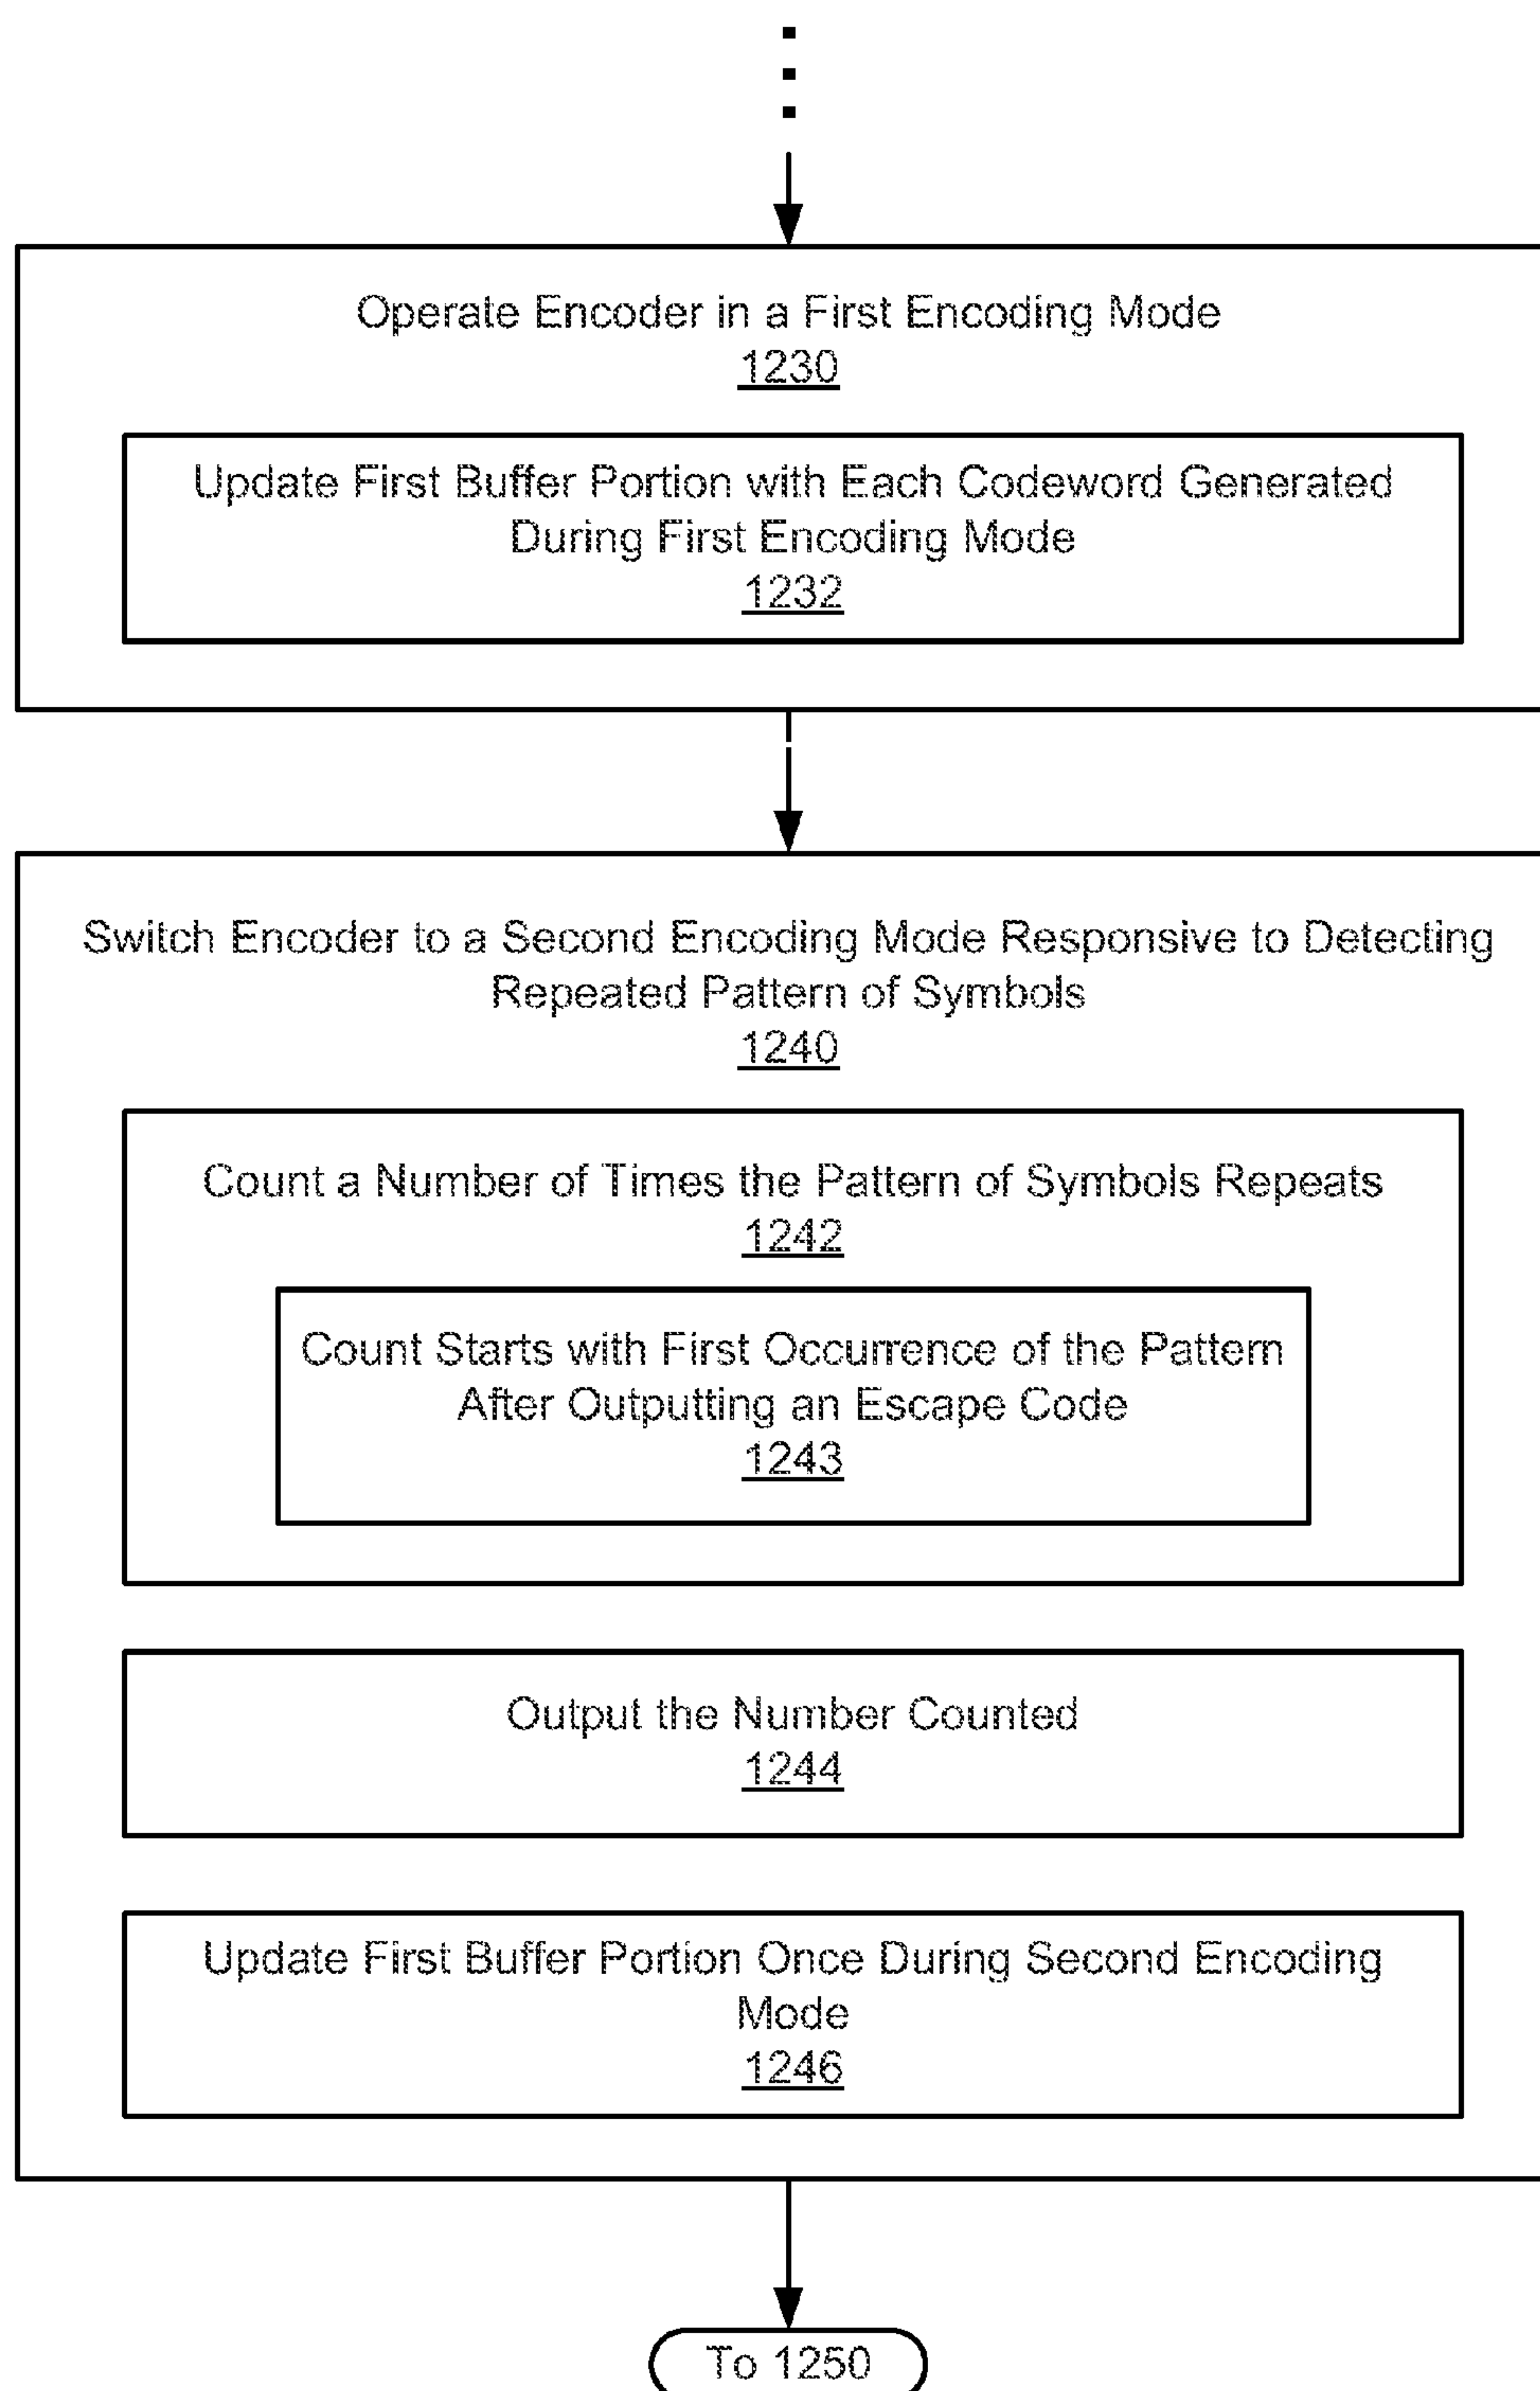 Operate Encoder in a First Encoding Mode
1230
Update First Buffer Portion with Each Codeword Generated
During First Encoding Mode
1232
Switch Encoder to a Second Encoding Mode Responsive to Detecting
Repeated Pattern of Symbols
1240
Count a Number of Times the Pattern of Symbols Repeats
1242
Count Starts with First Occurrence of the Pattern
After Outputting an Escape Code
1243
Output the Number Counted
1244
Update First Buffer Portion Once During Second Encoding
Mode
1246
To 1250